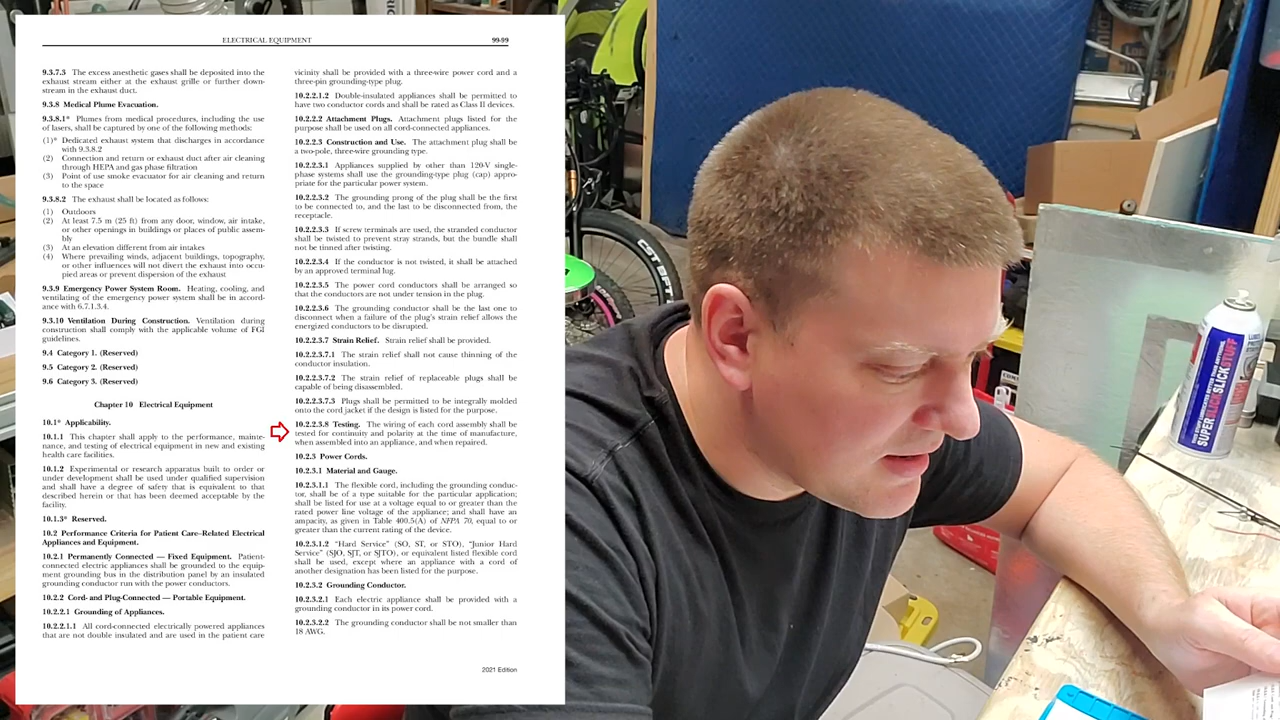 ELECTRICAL EQUIPMENT
99-99
9.3.7.3 The excess anesthetic gases shall be deposited into the
exhaust stream either at the exhaust grille or further down-
stream in the exhaust duct.
9.3.8 Medical Plume Evacuation.
9.3.8.1* Plumes from medical procedures, including the use
of lasers, shall be captured by one of the following methods:
(1)* Dedicated exhaust system that discharges in accordance
with 9.3.8.2
(2) Connection and return or exhaust duct after air cleaning
through HEPA and gas phase filtration
(3) Point of use smoke evacuator for air cleaning and return
to the space
9.3.8.2 The exhaust shall be located as follows:
(1) Outdoors
(2) At least 7.5 m (25 ft) from any door, window, air intake,
or other openings in buildings or places of public assem-
bly
(3) At an elevation different from air intakes
(4) Where prevailing winds, adjacent buildings, topography,
or other influences will not divert the exhaust into occu-
pied areas or prevent dispersion of the exhaust
9.3.9 Emergency Power System Room. Heating, cooling, and
ventilating of the emergency power system shall be in accord-
ance with 6.7.1.3.4.
9.3.10 Ventilation During Construction. Ventilation during
construction shall comply with the applicable volume of FGI
guidelines.
9.4 Category 1. (Reserved)
9.5 Category 2. (Reserved)
9.6 Category 3. (Reserved)
Chapter 10 Electrical Equipment
10.1* Applicability.
10.1.1 This chapter shall apply to the performance, mainte-
nance, and testing of electrical equipment in new and existing
health care facilities.
10.1.2 Experimental or research apparatus built to order or
under development shall be used under qualified supervision
and shall have a degree of safety that is equivalent to that
described herein or that has been deemed acceptable by the
facility.
10.1.3* Reserved.
10.2 Performance Criteria for Patient Care–Related Electrical
Appliances and Equipment.
10.2.1 Permanently Connected — Fixed Equipment. Patient-
connected electric appliances shall be grounded to the equip-
ment grounding bus in the distribution panel by an insulated
grounding conductor run with the power conductors.
10.2.2 Cord- and Plug-Connected — Portable Equipment.
10.2.2.1 Grounding of Appliances.
10.2.2.1.1 All cord-connected electrically powered appliances
that are not double insulated and are used in the patient care
vicinity shall be provided with a three-wire power cord and a
three-pin grounding-type plug.
10.2.2.1.2 Double-insulated appliances shall be permitted to
have two conductor cords and shall be rated as Class II devices.
10.2.2.2 Attachment Plugs. Attachment plugs listed for the
purpose shall be used on all cord-connected appliances.
10.2.2.3 Construction and Use. The attachment plug shall be
a two-pole, three-wire grounding type.
10.2.2.3.1 Appliances supplied by other than 120-V single-
phase systems shall use the grounding-type plug (cap) appro-
priate for the particular power system.
10.2.2.3.2 The grounding prong of the plug shall be the first
to be connected to, and the last to be disconnected from, the
receptacle.
10.2.2.3.3 If screw terminals are used, the stranded conductor
shall be twisted to prevent stray strands, but the bundle shall
not be tinned after twisting.
10.2.2.3.4 If the conductor is not twisted, it shall be attached
by an approved terminal lug.
10.2.2.3.5 The power cord conductors shall be arranged so
that the conductors are not under tension in the plug.
10.2.2.3.6 The grounding conductor shall be the last one to
disconnect when a failure of the plug's strain relief allows the
energized conductors to be disrupted.
10.2.2.3.7 Strain Relief. Strain relief shall be provided.
10.2.2.3.7.1 The strain relief shall not cause thinning of the
conductor insulation.
10.2.2.3.7.2 The strain relief of replaceable plugs shall be
capable of being disassembled.
10.2.2.3.7.3 Plugs shall be permitted to be integrally molded
onto the cord jacket if the design is listed for the purpose.
10.2.2.3.8 Testing. The wiring of each cord assembly shall be
tested for continuity and polarity at the time of manufacture,
when assembled into an appliance, and when repaired.
10.2.3 Power Cords.
10.2.3.1 Material and Gauge.
10.2.3.1.1 The flexible cord, including the grounding conduc-
tor, shall be of a type suitable for the particular application;
shall be listed for use at a voltage equal to or greater than the
rated power line voltage of the appliance; and shall have an
ampacity, as given in Table 400.5(A) of NFPA 70, equal to or
greater than the current rating of the device.
10.2.3.1.2 "Hard Service" (SO, ST, or STO), "Junior Hard
Service" (SJO, SJT, or SJTO), or equivalent listed flexible cord
shall be used, except where an appliance with a cord of
another designation has been listed for the purpose.
10.2.3.2 Grounding Conductor.
10.2.3.2.1 Each electric appliance shall be provided with a
grounding conductor in its power cord.
10.2.3.2.2 The grounding conductor shall be not smaller than
18 AWG.
2021 Edition
CST
SUPER SLICK SLICK STUFF